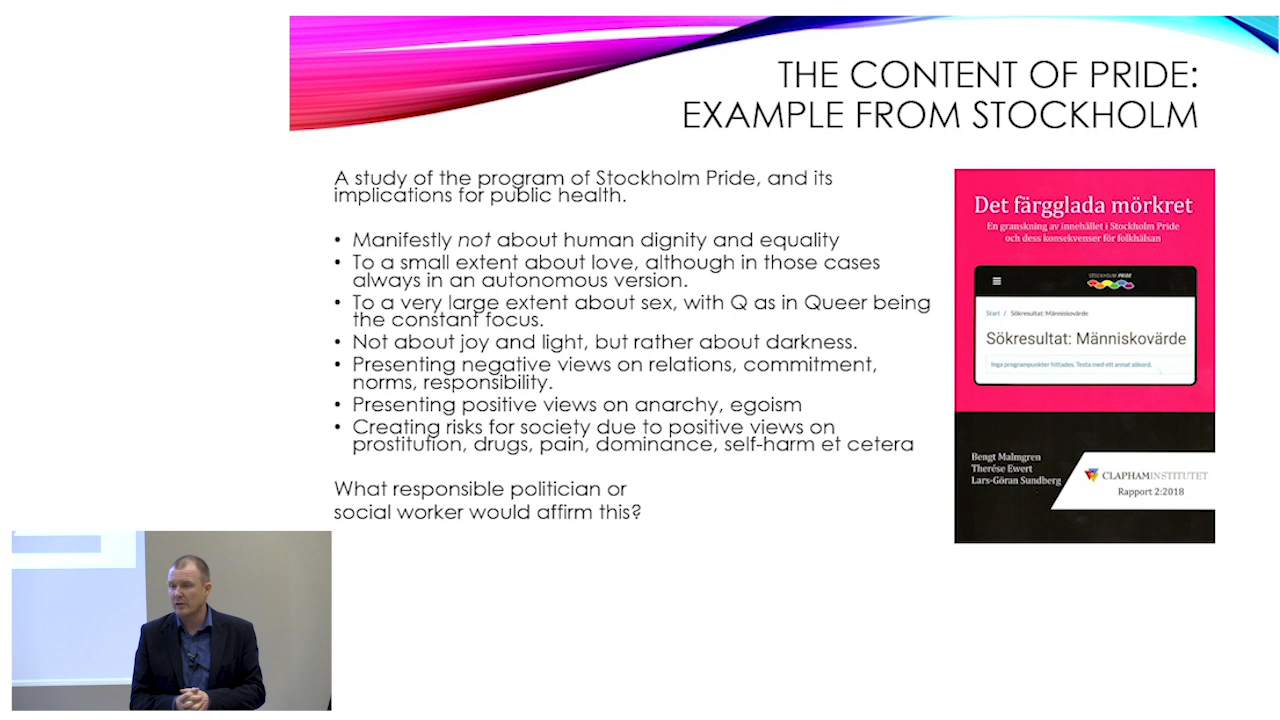 THE CONTENT OF PRIDE:
EXAMPLE FROM STOCKHOLM
A study of the program of Stockholm Pride, and its
implications for public health.
• Manifestly not about human dignity and equality
• To a small extent about love, although in those cases
always in an autonomous version.
• To a very large extent about sex, with Q as in Queer being
the constant focus.
• Not about joy and light, but rather about darkness.
• Presenting negative views on relations, commitment,
norms, responsibility.
• Presenting positive views on anarchy, egoism
• Creating risks for society due to positive views on
prostitution, drugs, pain, dominance, self-harm et cetera
What responsible politician or
social worker would affirm this?
Det färgglada mörkret
En granskning av innehållet i Stockholm Pride
och dess konsekvenser för folkhälsan
STOCKHOLM PRIDE
Start / Sökresultat: Människovärde
Sökresultat: Människovärde
Inga programpunkter hittades. Testa med ett annat sökord.
Bengt Malmgren
Therése Ewert
Lars-Göran Sundberg
CLAPHAMINSTITUTET
Rapport 2:2018